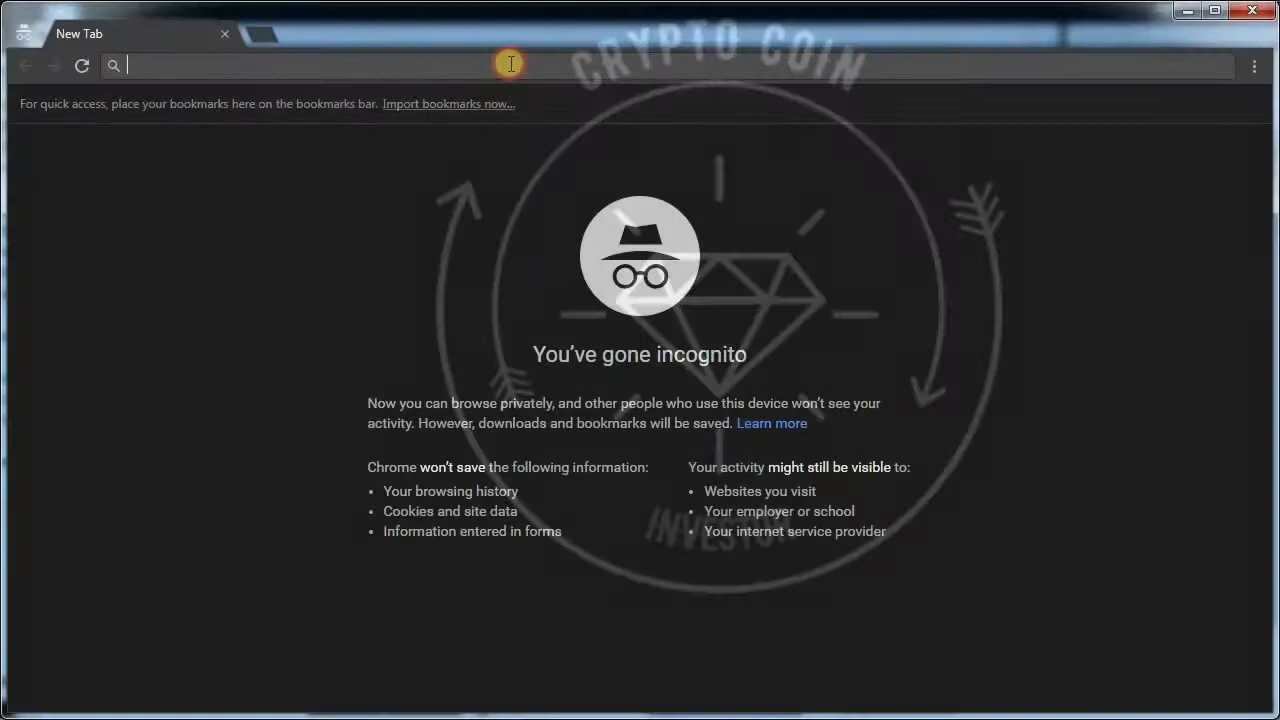 New Tab
CRYPTO COIN
For quick access, place your bookmarks here on the bookmarks bar. Import bookmarks now...
You've gone incognito
Now you can browse privately, and other people who use this device won't see your
activity. However, downloads and bookmarks will be saved. Learn more
Chrome won't save the following information:
Your browsing history
Cookies and site data
Information entered in forms
Your activity might still be visible to:
Websites you visit
Your employer or school
Your internet service provider
INVESTOR